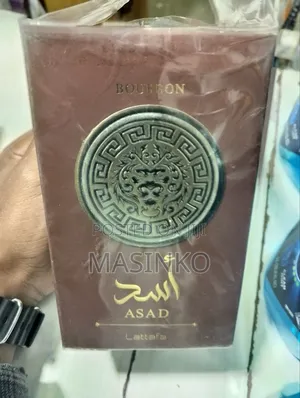 BOURBON
MASINKO
أسد
ASAD
Lattafa